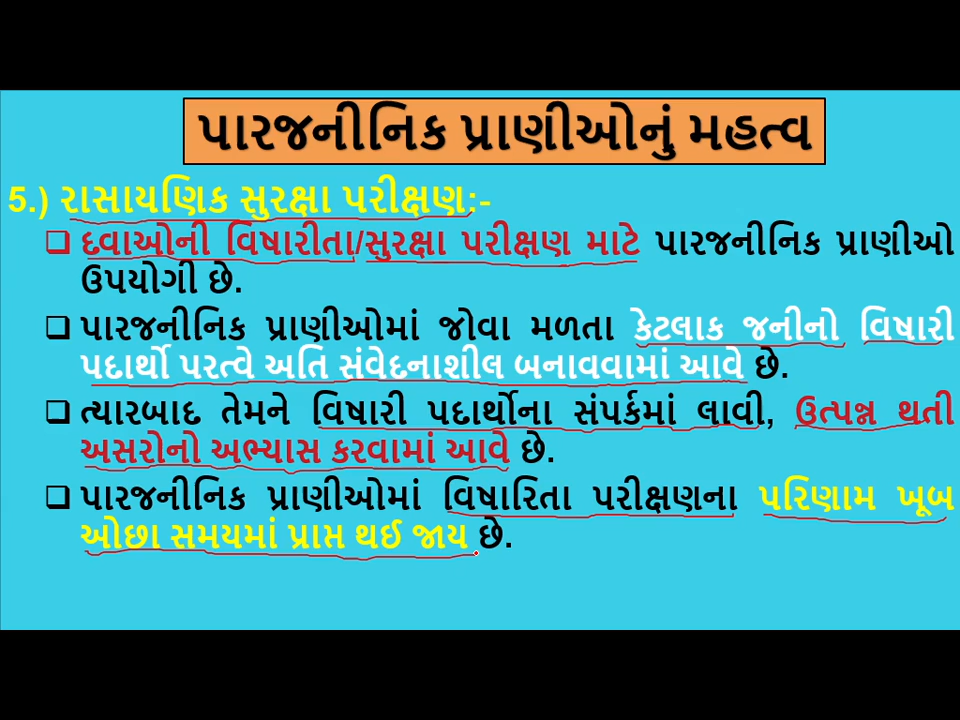 પારજનીનિક પ્રાણીઓનું મહત્વ
5.) રાસાયણિક સુરક્ષા પરીક્ષણ:-
❑ દવાઓની વિષારીતા/સુરક્ષા પરીક્ષણ માટે પારજનીનિક પ્રાણીઓ
ઉપયોગી છે.
❑ પારજનીનિક પ્રાણીઓમાં જોવા મળતા કેટલાક જનીનો વિષારી
પદાર્થો પરત્વે અતિ સંવેદનાશીલ બનાવવામાં આવે છે.
❑ ત્યારબાદ તેમને વિષારી પદાર્થોના સંપર્કમાં લાવી, ઉત્પન્ન થતી
અસરોનો અભ્યાસ કરવામાં આવે છે.
❑ પારજનીનિક પ્રાણીઓમાં વિષારિતા પરીક્ષણના પરિણામ ખૂબ
ઓછા સમયમાં પ્રાપ્ત થઈ જાય છે.